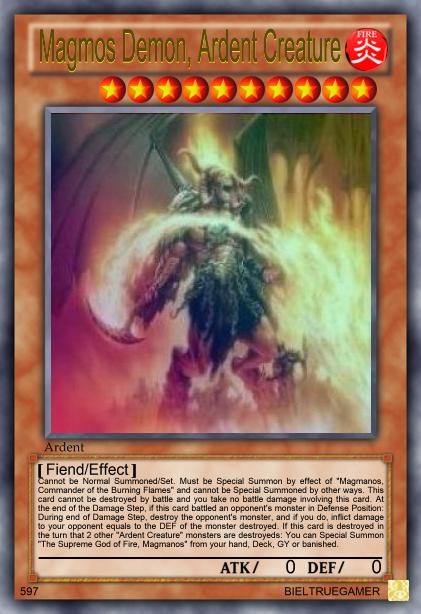 Magmos Demon, Ardent Creature
FIRE
炎
Ardent
[ Fiend/Effect ]
Cannot be Normal Summoned/Set. Must be Special Summon by effect of "Magmanos,
Commander of the Burning Flames" and cannot be Special Summoned by other ways. This
card cannot be destroyed by battle and you take no battle damage involving this card. At
the end of the Damage Step, if this card battled an opponent's monster in Defense Position:
During end of Damage Step, destroy the opponent's monster, and if you do, inflict damage
to your opponent equals to the DEF of the monster destroyed. If this card is destroyed in
the turn that 2 other "Ardent Creature" monsters are destroyeds: You can Special Summon
"The Supreme God of Fire, Magmanos" from your hand, Deck, GY or banished.
ATK/ 0 DEF/ 0
597 BIELTRUEGAMER